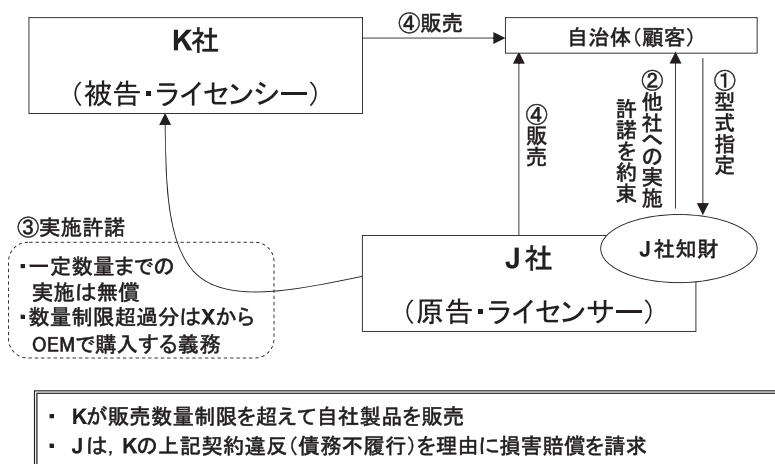 K社
(被告・ライセンシー)
④販売
自治体(顧客)
④販売
②他社への実施
許諾を約束
①型式指定
③実施許諾
・一定数量までの
実施は無償
・数量制限超過分はXから
OEMで購入する義務
J社
(原告・ライセンサー)
J社知財
・ Kが販売数量制限を超えて自社製品を販売
・ Jは，Kの上記契約違反(債務不履行)を理由に損害賠償を請求